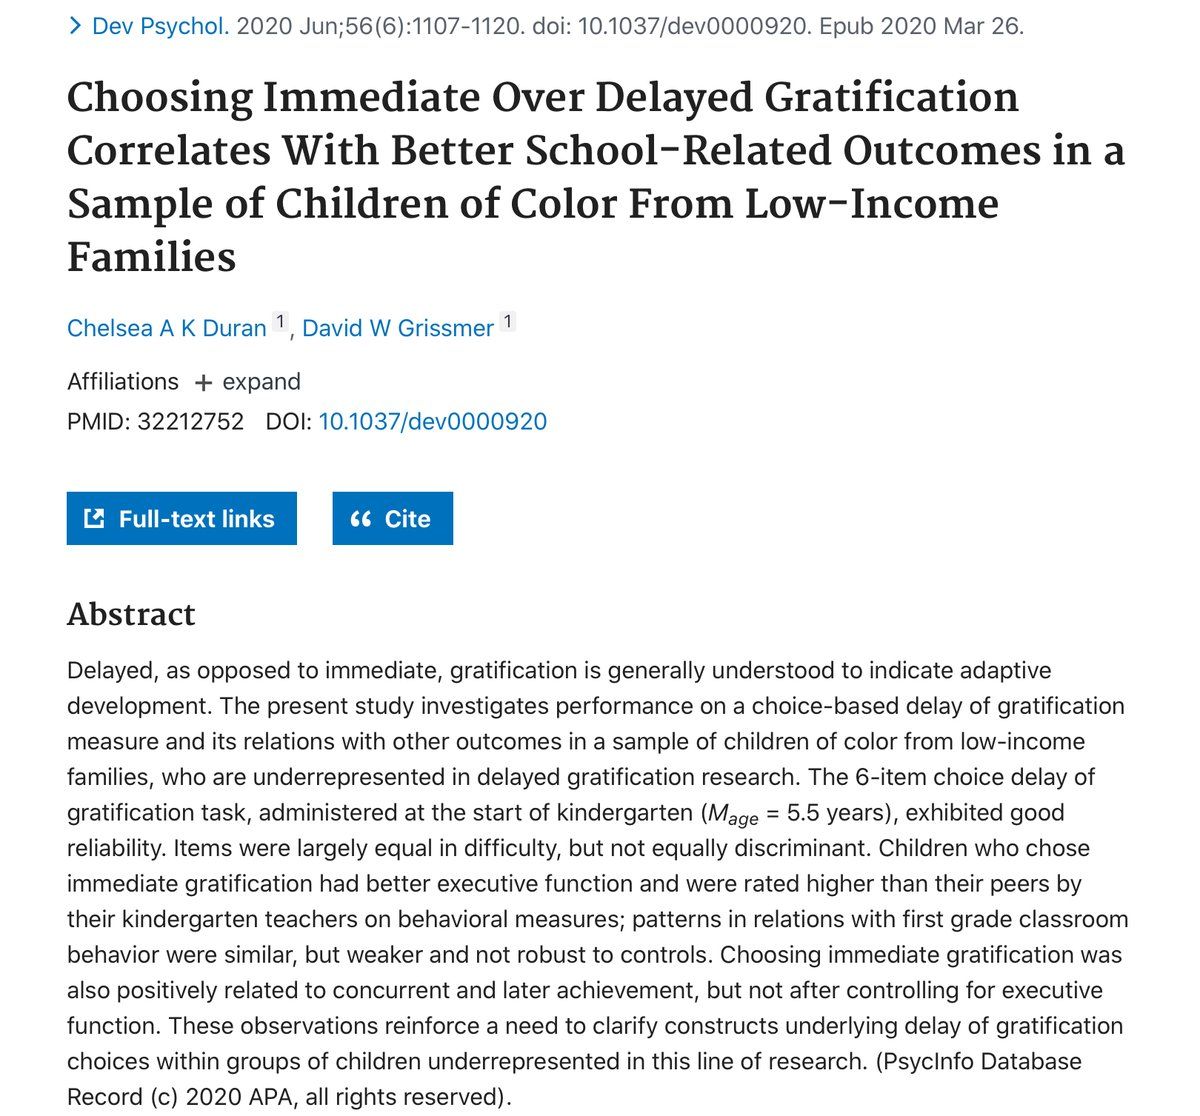 > Dev Psychol. 2020 Jun;56(6):1107-1120. doi: 10.1037/dev0000920. Epub 2020 Mar 26.
Choosing Immediate Over Delayed Gratification
Correlates With Better School-Related Outcomes in a
Sample of Children of Color From Low-Income
Families
Chelsea A K Duran 1, David W Grissmer 1
Affiliations + expand
PMID: 32212752 DOI: 10.1037/dev0000920
Full-text links
Cite
Abstract
Delayed, as opposed to immediate, gratification is generally understood to indicate adaptive
development. The present study investigates performance on a choice-based delay of gratification
measure and its relations with other outcomes in a sample of children of color from low-income
families, who are underrepresented in delayed gratification research. The 6-item choice delay of
gratification task, administered at the start of kindergarten (Mage = 5.5 years), exhibited good
reliability. Items were largely equal in difficulty, but not equally discriminant. Children who chose
immediate gratification had better executive function and were rated higher than their peers by
their kindergarten teachers on behavioral measures; patterns in relations with first grade classroom
behavior were similar, but weaker and not robust to controls. Choosing immediate gratification was
also positively related to concurrent and later achievement, but not after controlling for executive
function. These observations reinforce a need to clarify constructs underlying delay of gratification
choices within groups of children underrepresented in this line of research. (PsycInfo Database
Record (c) 2020 APA, all rights reserved).